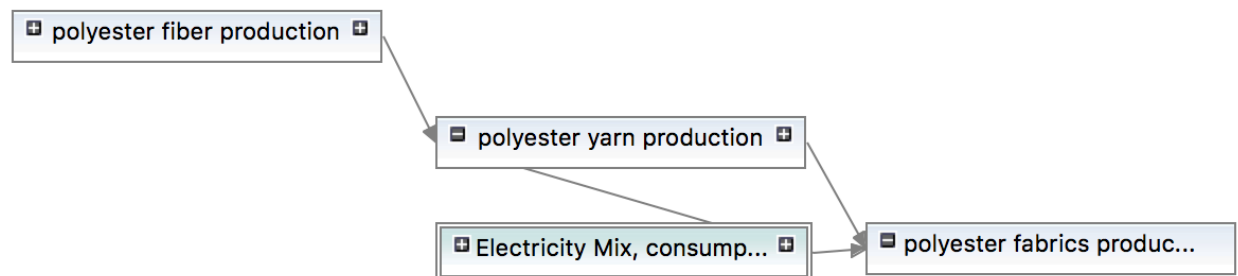 polyester fiber production
polyester yarn production
Electricity Mix, consump...
polyester fabrics produc...